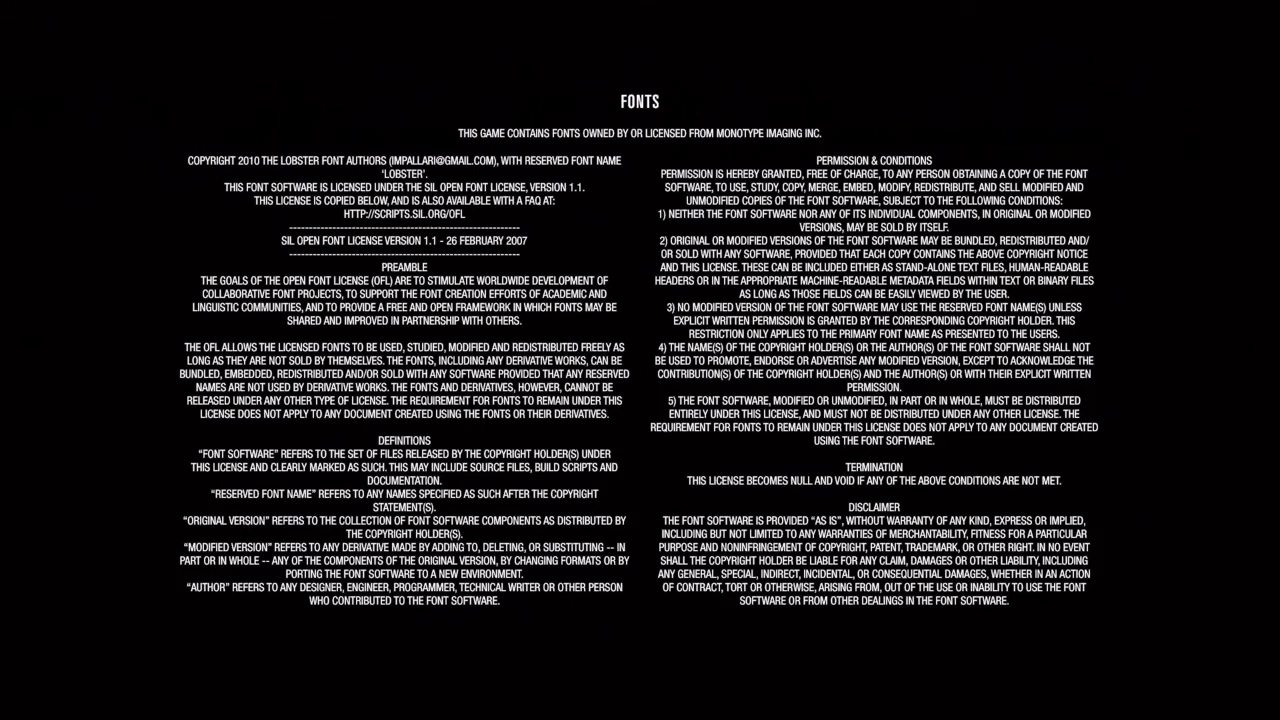 FONTS
THIS GAME CONTAINS FONTS OWNED BY OR LICENSED FROM MONOTYPE IMAGING INC.
COPYRIGHT 2010 THE LOBSTER FONT AUTHORS (IMPALLARI@GMAIL.COM), WITH RESERVED FONT NAME
‘LOBSTER’.
THIS FONT SOFTWARE IS LICENSED UNDER THE SIL OPEN FONT LICENSE, VERSION 1.1.
THIS LICENSE IS COPIED BELOW, AND IS ALSO AVAILABLE WITH A FAQ AT:
HTTP://SCRIPTS.SIL.ORG/OFL
-----------------------------------------------------------
SIL OPEN FONT LICENSE VERSION 1.1 - 26 FEBRUARY 2007
-----------------------------------------------------------
PREAMBLE
THE GOALS OF THE OPEN FONT LICENSE (OFL) ARE TO STIMULATE WORLDWIDE DEVELOPMENT OF
COLLABORATIVE FONT PROJECTS, TO SUPPORT THE FONT CREATION EFFORTS OF ACADEMIC AND
LINGUISTIC COMMUNITIES, AND TO PROVIDE A FREE AND OPEN FRAMEWORK IN WHICH FONTS MAY BE
SHARED AND IMPROVED IN PARTNERSHIP WITH OTHERS.
THE OFL ALLOWS THE LICENSED FONTS TO BE USED, STUDIED, MODIFIED AND REDISTRIBUTED FREELY AS
LONG AS THEY ARE NOT SOLD BY THEMSELVES. THE FONTS, INCLUDING ANY DERIVATIVE WORKS, CAN BE
BUNDLED, EMBEDDED, REDISTRIBUTED AND/OR SOLD WITH ANY SOFTWARE PROVIDED THAT ANY RESERVED
NAMES ARE NOT USED BY DERIVATIVE WORKS. THE FONTS AND DERIVATIVES, HOWEVER, CANNOT BE
RELEASED UNDER ANY OTHER TYPE OF LICENSE. THE REQUIREMENT FOR FONTS TO REMAIN UNDER THIS
LICENSE DOES NOT APPLY TO ANY DOCUMENT CREATED USING THE FONTS OR THEIR DERIVATIVES.
DEFINITIONS
“FONT SOFTWARE” REFERS TO THE SET OF FILES RELEASED BY THE COPYRIGHT HOLDER(S) UNDER
THIS LICENSE AND CLEARLY MARKED AS SUCH. THIS MAY INCLUDE SOURCE FILES, BUILD SCRIPTS AND
DOCUMENTATION.
“RESERVED FONT NAME” REFERS TO ANY NAMES SPECIFIED AS SUCH AFTER THE COPYRIGHT
STATEMENT(S).
“ORIGINAL VERSION” REFERS TO THE COLLECTION OF FONT SOFTWARE COMPONENTS AS DISTRIBUTED BY
THE COPYRIGHT HOLDER(S).
“MODIFIED VERSION” REFERS TO ANY DERIVATIVE MADE BY ADDING TO, DELETING, OR SUBSTITUTING -- IN
PART OR IN WHOLE -- ANY OF THE COMPONENTS OF THE ORIGINAL VERSION, BY CHANGING FORMATS OR BY
PORTING THE FONT SOFTWARE TO A NEW ENVIRONMENT.
“AUTHOR” REFERS TO ANY DESIGNER, ENGINEER, PROGRAMMER, TECHNICAL WRITER OR OTHER PERSON
WHO CONTRIBUTED TO THE FONT SOFTWARE.
PERMISSION & CONDITIONS
PERMISSION IS HEREBY GRANTED, FREE OF CHARGE, TO ANY PERSON OBTAINING A COPY OF THE FONT
SOFTWARE, TO USE, STUDY, COPY, MERGE, EMBED, MODIFY, REDISTRIBUTE, AND SELL MODIFIED AND
UNMODIFIED COPIES OF THE FONT SOFTWARE, SUBJECT TO THE FOLLOWING CONDITIONS:
1) NEITHER THE FONT SOFTWARE NOR ANY OF ITS INDIVIDUAL COMPONENTS, IN ORIGINAL OR MODIFIED
VERSIONS, MAY BE SOLD BY ITSELF.
2) ORIGINAL OR MODIFIED VERSIONS OF THE FONT SOFTWARE MAY BE BUNDLED, REDISTRIBUTED AND/
OR SOLD WITH ANY SOFTWARE, PROVIDED THAT EACH COPY CONTAINS THE ABOVE COPYRIGHT NOTICE
AND THIS LICENSE. THESE CAN BE INCLUDED EITHER AS STAND-ALONE TEXT FILES, HUMAN-READABLE
HEADERS OR IN THE APPROPRIATE MACHINE-READABLE METADATA FIELDS WITHIN TEXT OR BINARY FILES
AS LONG AS THOSE FIELDS CAN BE EASILY VIEWED BY THE USER.
3) NO MODIFIED VERSION OF THE FONT SOFTWARE MAY USE THE RESERVED FONT NAME(S) UNLESS
EXPLICIT WRITTEN PERMISSION IS GRANTED BY THE CORRESPONDING COPYRIGHT HOLDER. THIS
RESTRICTION ONLY APPLIES TO THE PRIMARY FONT NAME AS PRESENTED TO THE USERS.
4) THE NAME(S) OF THE COPYRIGHT HOLDER(S) OR THE AUTHOR(S) OF THE FONT SOFTWARE SHALL NOT
BE USED TO PROMOTE, ENDORSE OR ADVERTISE ANY MODIFIED VERSION, EXCEPT TO ACKNOWLEDGE THE
CONTRIBUTION(S) OF THE COPYRIGHT HOLDER(S) AND THE AUTHOR(S) OR WITH THEIR EXPLICIT WRITTEN
PERMISSION.
5) THE FONT SOFTWARE, MODIFIED OR UNMODIFIED, IN PART OR IN WHOLE, MUST BE DISTRIBUTED
ENTIRELY UNDER THIS LICENSE, AND MUST NOT BE DISTRIBUTED UNDER ANY OTHER LICENSE. THE
REQUIREMENT FOR FONTS TO REMAIN UNDER THIS LICENSE DOES NOT APPLY TO ANY DOCUMENT CREATED
USING THE FONT SOFTWARE.
TERMINATION
THIS LICENSE BECOMES NULL AND VOID IF ANY OF THE ABOVE CONDITIONS ARE NOT MET.
DISCLAIMER
THE FONT SOFTWARE IS PROVIDED “AS IS”, WITHOUT WARRANTY OF ANY KIND, EXPRESS OR IMPLIED,
INCLUDING BUT NOT LIMITED TO ANY WARRANTIES OF MERCHANTABILITY, FITNESS FOR A PARTICULAR
PURPOSE AND NONINFRINGEMENT OF COPYRIGHT, PATENT, TRADEMARK, OR OTHER RIGHT. IN NO EVENT
SHALL THE COPYRIGHT HOLDER BE LIABLE FOR ANY CLAIM, DAMAGES OR OTHER LIABILITY, INCLUDING
ANY GENERAL, SPECIAL, INDIRECT, INCIDENTAL, OR CONSEQUENTIAL DAMAGES, WHETHER IN AN ACTION
OF CONTRACT, TORT OR OTHERWISE, ARISING FROM, OUT OF THE USE OR INABILITY TO USE THE FONT
SOFTWARE OR FROM OTHER DEALINGS IN THE FONT SOFTWARE.